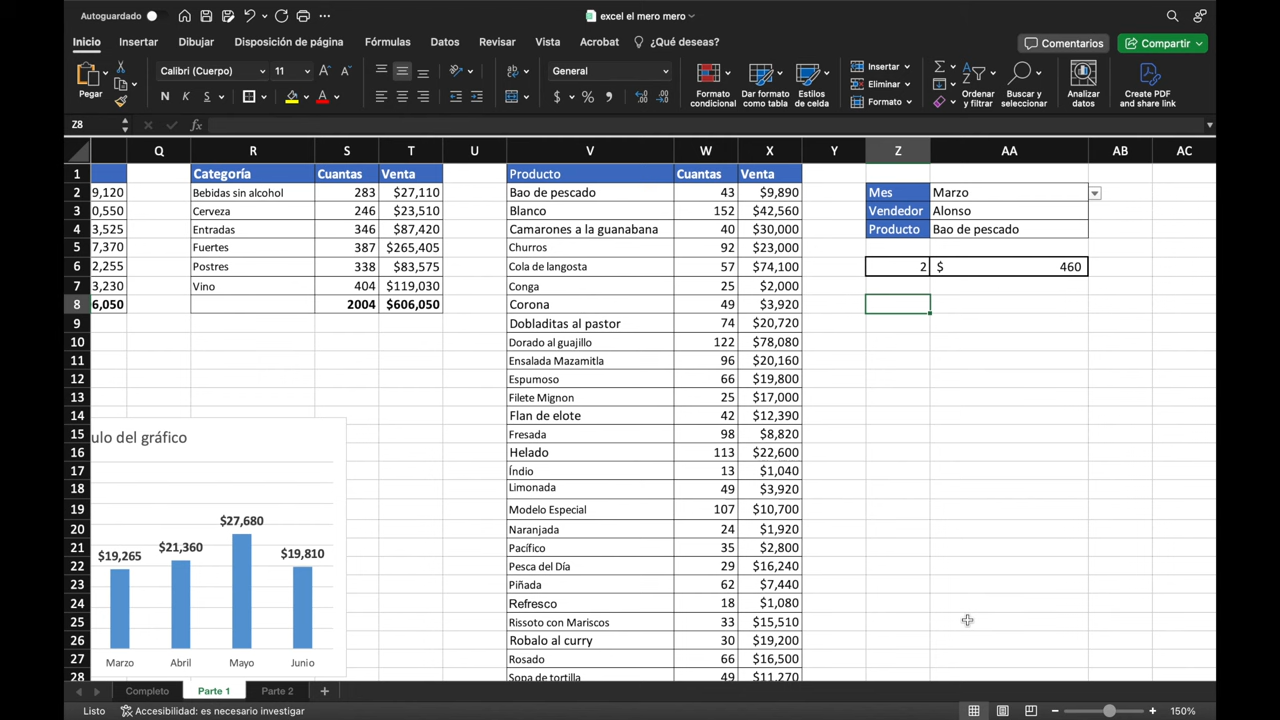 Autoguardado
excel el mero mero
Inicio Insertar Dibujar Disposición de página Fórmulas Datos Revisar Vista Acrobat ¿Qué deseas? Comentarios Compartir
Pegar
Calibri (Cuerpo) 11 A A
N K S A
General
$ % ,
Formato condicional
Dar formato como tabla
Estilos de celda
Insertar
Eliminar
Formato
Ordenar y filtrar
Buscar y seleccionar
Analizar datos
Create PDF and share link
Z8 fx
Q R S T U V W X Y Z AA AB AC
1 Categoría Cuantas Venta Producto Cuantas Venta
2 9,120 Bebidas sin alcohol 283 $27,110 Bao de pescado 43 $9,890 Mes Marzo
3 0,550 Cerveza 246 $23,510 Blanco 152 $42,560 Vendedor Alonso
4 3,525 Entradas 346 $87,420 Camarones a la guanabana 40 $30,000 Producto Bao de pescado
5 7,370 Fuertes 387 $265,405 Churros 92 $23,000
6 2,255 Postres 338 $83,575 Cola de langosta 57 $74,100 2 $ 460
7 3,230 Vino 404 $119,030 Conga 25 $2,000
8 6,050 2004 $606,050 Corona 49 $3,920
9 Dobladitas al pastor 74 $20,720
10 Dorado al guajillo 122 $78,080
11 Ensalada Mazamitla 96 $20,160
12 Espumoso 66 $19,800
13 Filete Mignon 25 $17,000
14 Flan de elote 42 $12,390
15 Fresada 98 $8,820
16 Helado 113 $22,600
17 Índio 13 $1,040
18 Limonada 49 $3,920
19 Modelo Especial 107 $10,700
20 Naranjada 24 $1,920
21 Pacífico 35 $2,800
22 Pesca del Día 29 $16,240
23 Piñada 62 $7,440
24 Refresco 18 $1,080
25 Rissoto con Mariscos 33 $15,510
26 Robalo al curry 30 $19,200
27 Rosado 66 $16,500
28 Sopa de tortilla 49 $11,270
ulo del gráfico
$19,265 $21,360 $27,680 $19,810
Marzo Abril Mayo Junio
Completo Parte 1 Parte 2 +
Listo Accesibilidad: es necesario investigar 150%